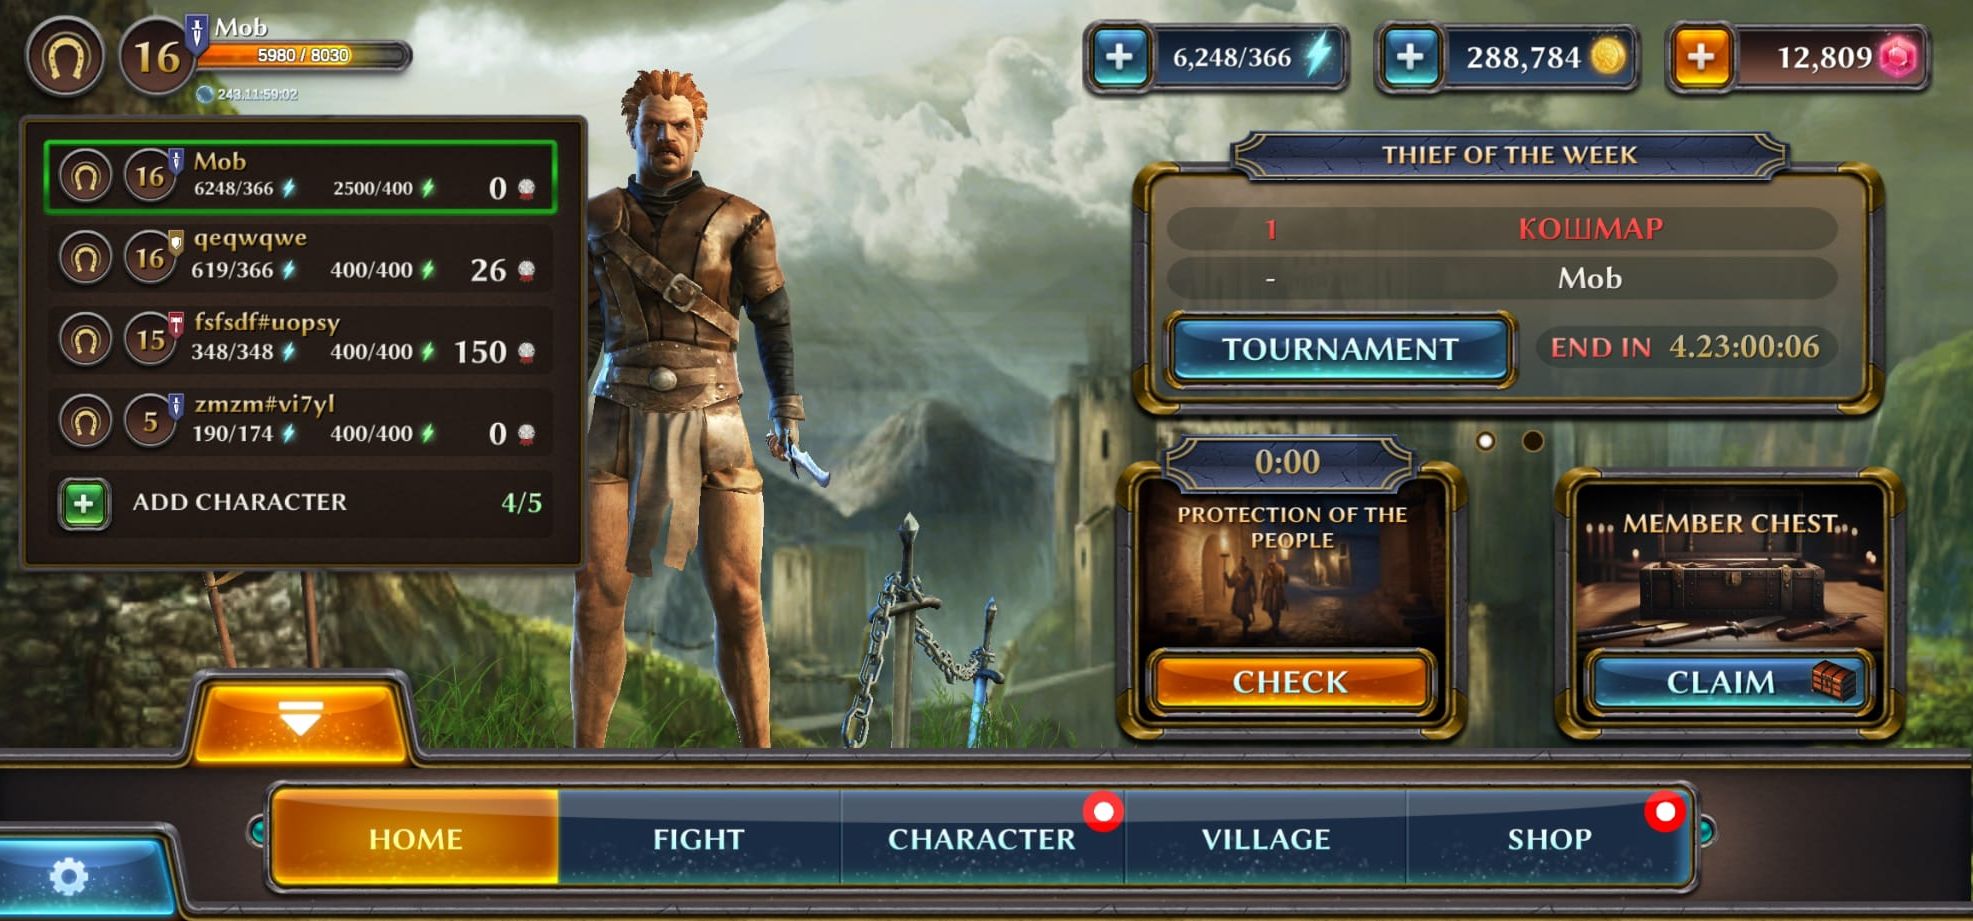 16
Mob
5980 / 8030
243.11:59:02
6,248/366
288,784
12,809
16
Mob
6248/366
2500/400
0
16
qeqwqwe
619/366
400/400
26
15
fsfsdf#uopsy
348/348
400/400
150
5
zmzm#vi7yl
190/174
400/400
0
ADD CHARACTER 4/5
THIEF OF THE WEEK
1 КОШМАР
- Mob
TOURNAMENT
END IN 4.23:00:06
0:00
PROTECTION OF THE
PEOPLE
CHECK
MEMBER CHEST
CLAIM
HOME
FIGHT
CHARACTER
VILLAGE
SHOP